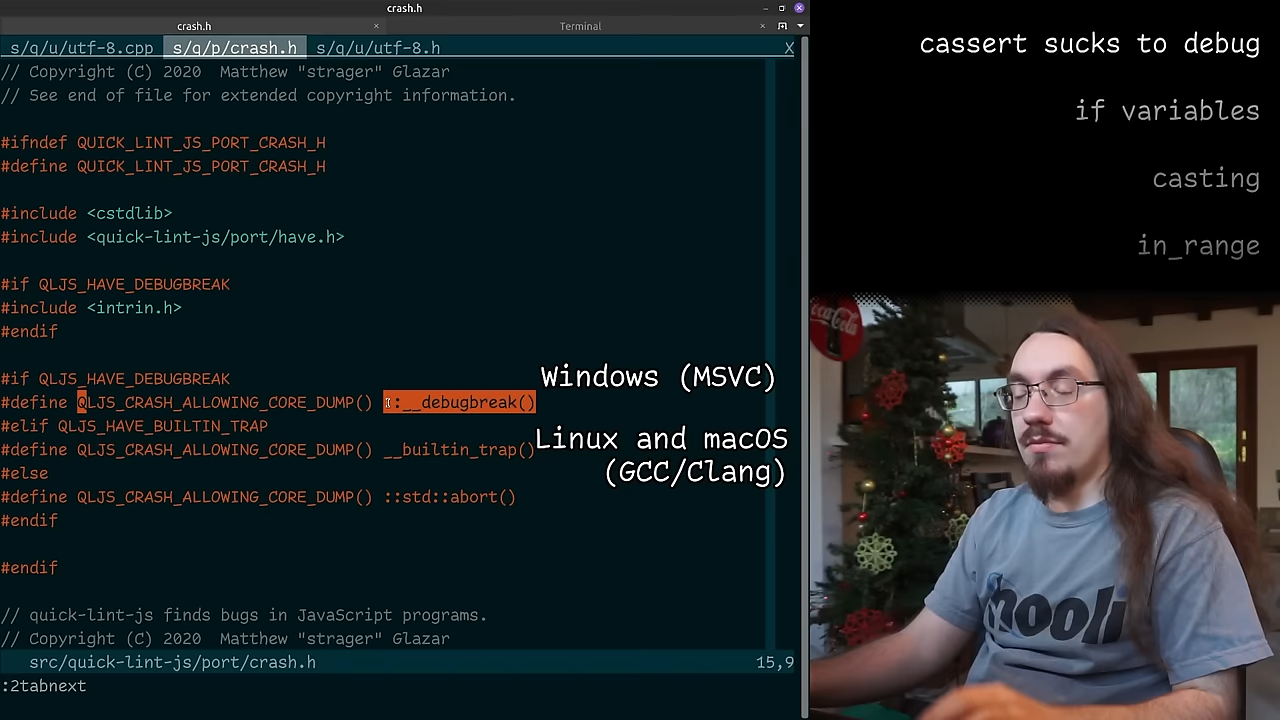 crash.h
crash.h × Terminal ×
s/q/u/utf-8.cpp s/q/p/crash.h s/q/u/utf-8.h X
// Copyright (C) 2020  Matthew "strager" Glazar
// See end of file for extended copyright information.
#ifndef QUICK_LINT_JS_PORT_CRASH_H
#define QUICK_LINT_JS_PORT_CRASH_H
#include <cstdlib>
#include <quick-lint-js/port/have.h>
#if QLJS_HAVE_DEBUGBREAK
#include <intrin.h>
#endif
#if QLJS_HAVE_DEBUGBREAK
#define QLJS_CRASH_ALLOWING_CORE_DUMP() ::__debugbreak()
#elif QLJS_HAVE_BUILTIN_TRAP
#define QLJS_CRASH_ALLOWING_CORE_DUMP() __builtin_trap()
#else
#define QLJS_CRASH_ALLOWING_CORE_DUMP() ::std::abort()
#endif
#endif
// quick-lint-js finds bugs in JavaScript programs.
// Copyright (C) 2020  Matthew "strager" Glazar
src/quick-lint-js/port/crash.h 15,9
:2tabnext
Windows (MSVC)
Linux and macOS
(GCC/Clang)
cassert sucks to debug
if variables
casting
in_range
Coca-Cola